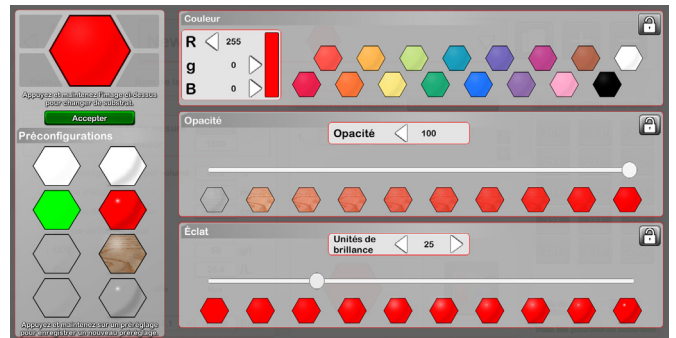 Appuyez et maintenez l'image ci-dessus
pour changer de substrat.
Accepter
Préconfigurations
Appuyez et maintenez sur un préréglage
pour enregistrer un nouveau préréglage.
Couleur
R 255
g 0
B 0
Opacité
Opacité 100
Éclat
Unités de
brillance 25